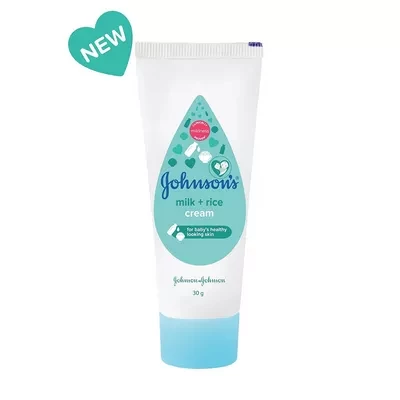 NEW
Johnson's
milk + rice
cream
for baby's healthy
looking skin
Johnson & Johnson
30 g